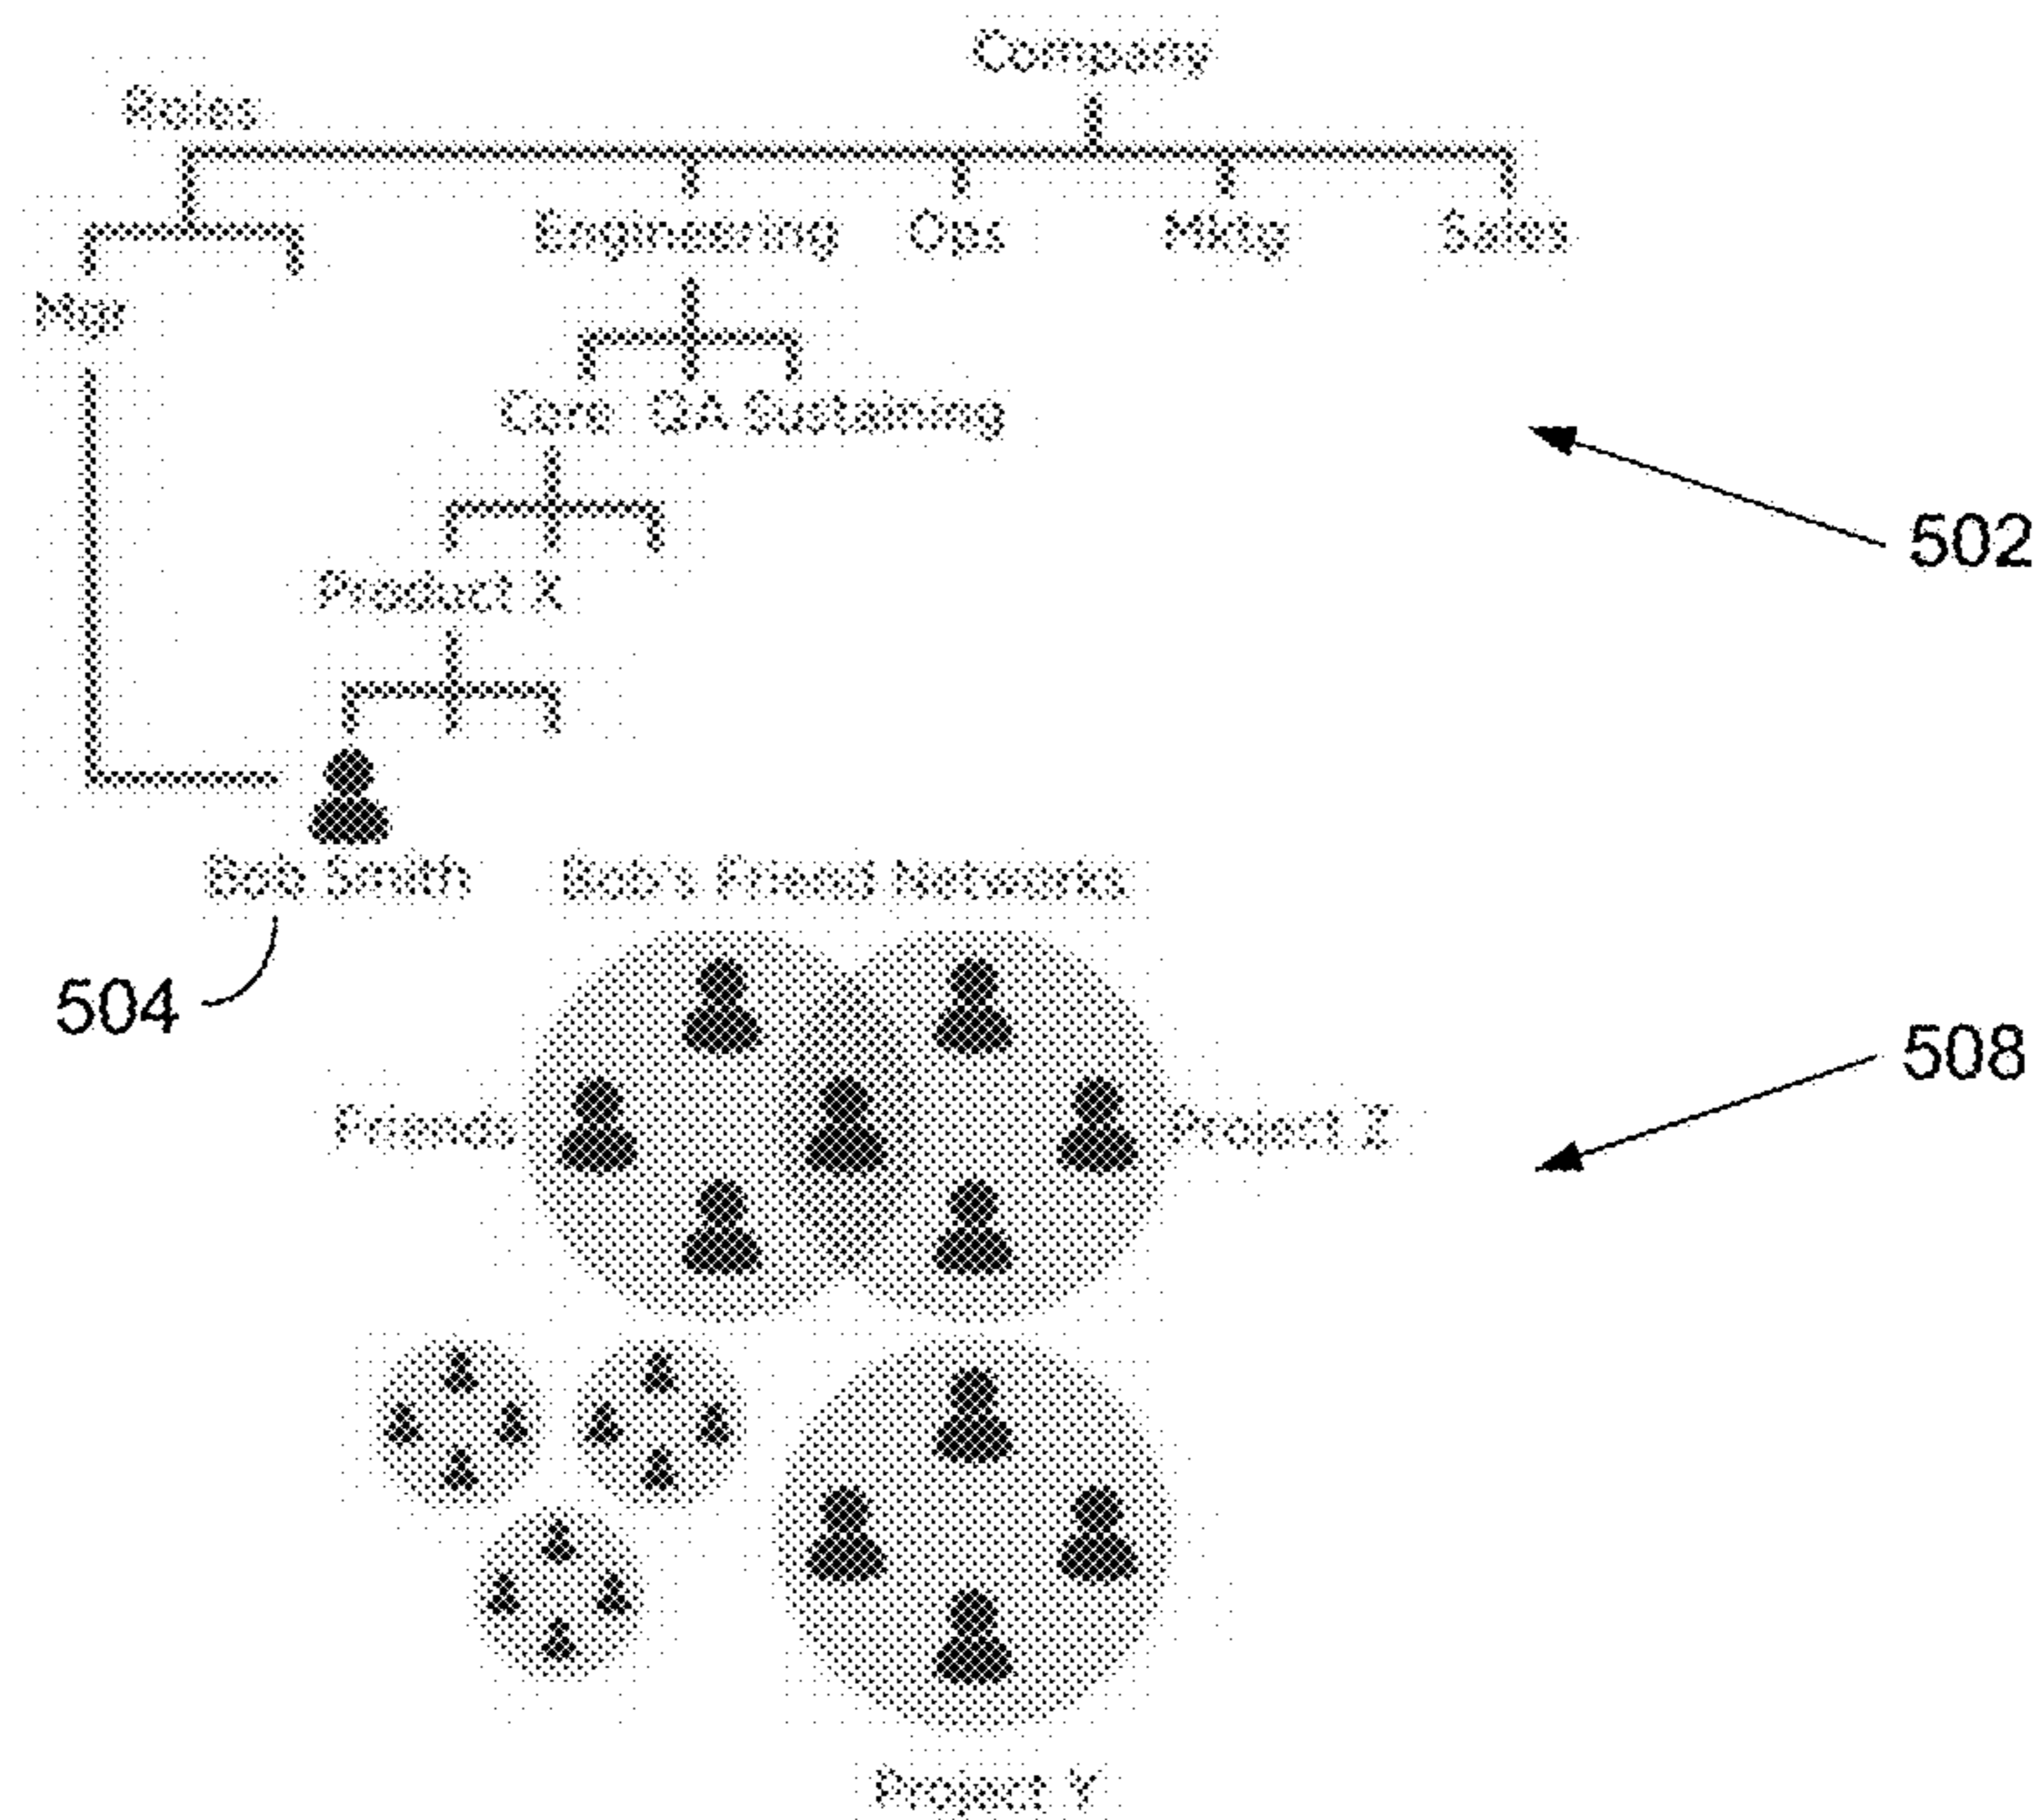 Company
Roles
Engineering Ops Mktg Sales
Mgr
Core QA Sustaining
502
Product X
Bob Smith Bob's Friend Networks
504
508
Friends Project Z
Project Y